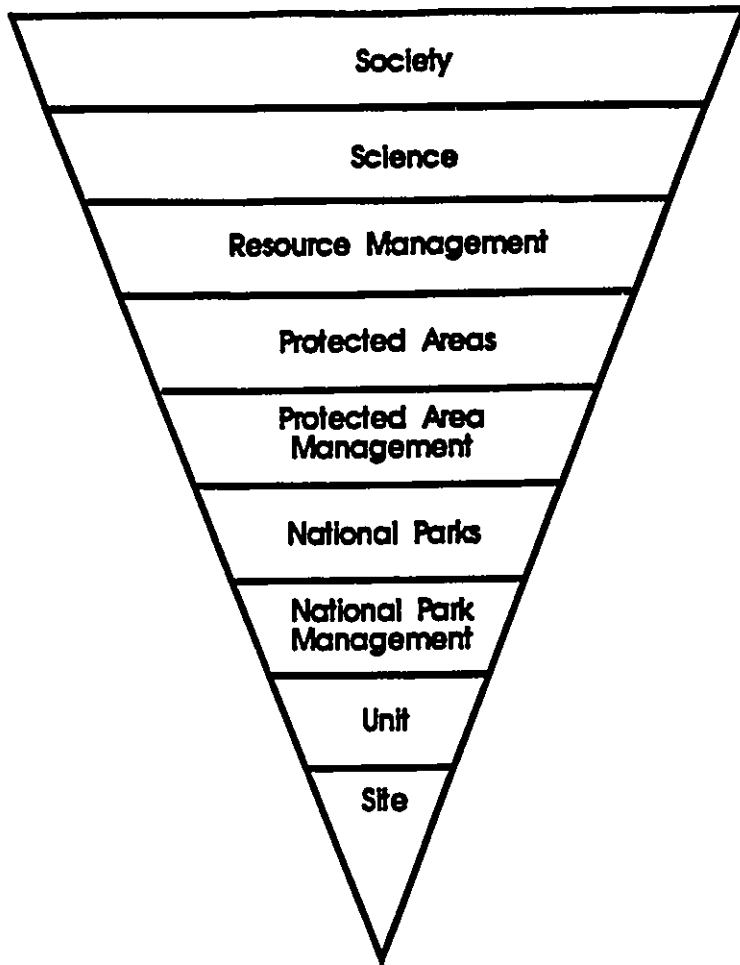 Society
Science
Resource Management
Protected Areas
Protected Area
Management
National Parks
National Park
Management
Unit
Site